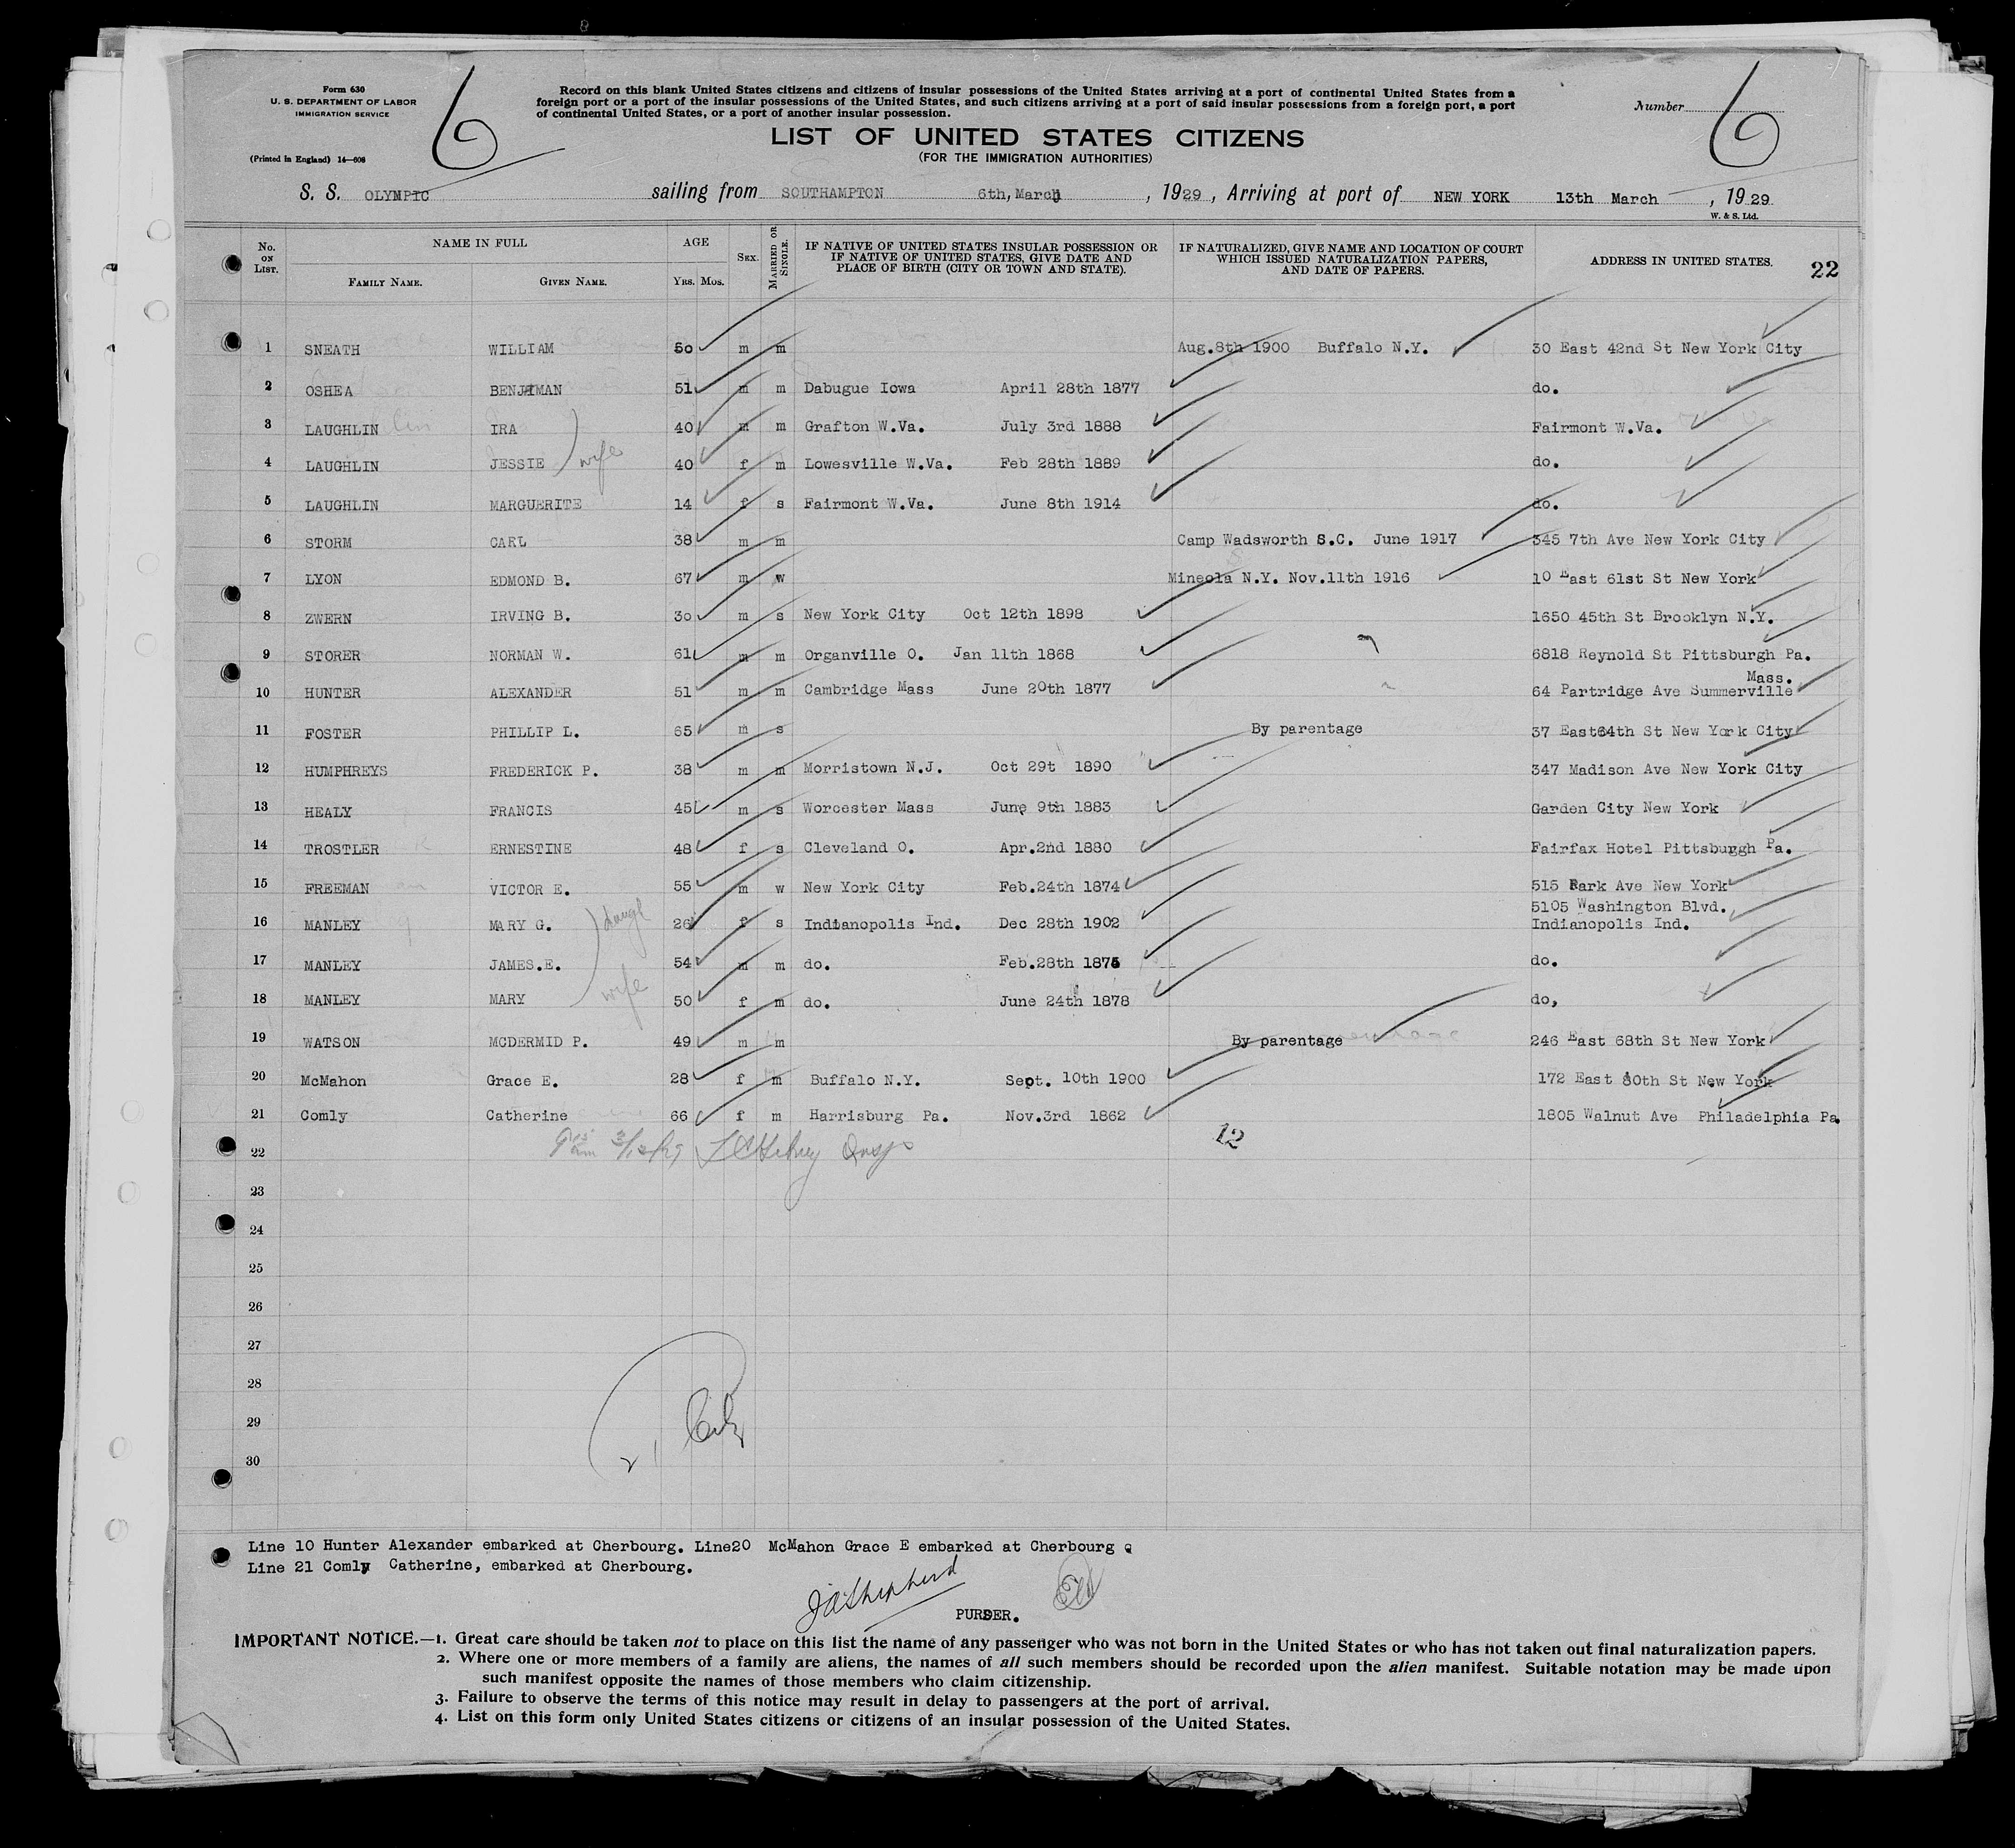 Form 630
U. S. DEPARTMENT OF LABOR
IMMIGRATION SERVICE
(Printed in England) 14—608
6
Record on this blank United States citizens and citizens of insular possessions of the United States arriving at a port of continental United States from a
foreign port or a port of the insular possessions of the United States, and such citizens arriving at a port of said insular possessions from a foreign port, a port
of continental United States, or a port of another insular possession.
Number 6
LIST OF UNITED STATES CITIZENS
(FOR THE IMMIGRATION AUTHORITIES)
S. S. OLYMPIC sailing from SOUTHAMPTON 6th, March, 1929, Arriving at port of NEW YORK 13th March, 1929
W. & S. Ltd.
No. ON LIST. NAME IN FULL AGE SEX. MARRIED OR SINGLE. IF NATIVE OF UNITED STATES INSULAR POSSESSION OR IF NATIVE OF UNITED STATES, GIVE DATE AND PLACE OF BIRTH (CITY OR TOWN AND STATE). IF NATURALIZED, GIVE NAME AND LOCATION OF COURT WHICH ISSUED NATURALIZATION PAPERS, AND DATE OF PAPERS. ADDRESS IN UNITED STATES. 22
FAMILY NAME. GIVEN NAME. YRS. MOS.
1 SNEATH WILLIAM 50 m m Aug.8th 1900 Buffalo N.Y. 30 East 42nd St New York City
2 OSHEA BENJAMAN 51 m m Dabugue Iowa April 28th 1877 do.
3 LAUGHLIN IRA 40 m m Grafton W.Va. July 3rd 1888 Fairmont W.Va.
4 LAUGHLIN JESSIE wife 40 f m Lowesville W.Va. Feb 28th 1889 do.
5 LAUGHLIN MARGUERITE 14 f s Fairmont W.Va. June 8th 1914 do.
6 STORM CARL 38 m m Camp Wadsworth S.C. June 1917 345 7th Ave New York City
7 LYON EDMOND B. 67 m w Mineola N.Y. Nov.11th 1916 10 East 61st St New York
8 ZWERN IRVING B. 30 m s New York City Oct 12th 1898 1650 45th St Brooklyn N.Y.
9 STORER NORMAN W. 61 m m Organville O. Jan 11th 1868 6818 Reynold St Pittsburgh Pa.
10 HUNTER ALEXANDER 51 m m Cambridge Mass June 20th 1877 64 Partridge Ave Summerville Mass.
11 FOSTER PHILLIP L. 65 m s By parentage 37 East64th St New York City
12 HUMPHREYS FREDERICK P. 38 m m Morristown N.J. Oct 29t 1890 347 Madison Ave New York City
13 HEALY FRANCIS 45 m s Worcester Mass June 9th 1883 Garden City New York
14 TROSTLER ERNESTINE 48 f s Cleveland O. Apr.2nd 1880 Fairfax Hotel Pittsburgh Pa.
15 FREEMAN VICTOR E. 55 m w New York City Feb.24th 1874 515 Park Ave New York
5105 Washington Blvd.
16 MANLEY MARY G. daugh 26 f s Indianopolis Ind. Dec 28th 1902 Indianopolis Ind.
17 MANLEY JAMES.E. 54 m m do. Feb.28th 1875 do.
18 MANLEY MARY wife 50 f m do. June 24th 1878 do,
19 WATSON MCDERMID P. 49 m m By parentage 246 East 68th St New York
20 McMahon Grace E. 28 f m Buffalo N.Y. Sept. 10th 1900 172 East 80th St New York
21 Comly Catherine 66 f m Harrisburg Pa. Nov.3rd 1862 1805 Walnut Ave Philadelphia Pa.
22 12
23
24
25
26
27
28
29
30
Line 10 Hunter Alexander embarked at Cherbourg. Line20 McMahon Grace E embarked at Cherbourg
Line 21 Comly Catherine, embarked at Cherbourg.
JA Shepherd
PURSER.
IMPORTANT NOTICE.—1. Great care should be taken not to place on this list the name of any passenger who was not born in the United States or who has not taken out final naturalization papers.
2. Where one or more members of a family are aliens, the names of all such members should be recorded upon the alien manifest. Suitable notation may be made upon
such manifest opposite the names of those members who claim citizenship.
3. Failure to observe the terms of this notice may result in delay to passengers at the port of arrival.
4. List on this form only United States citizens or citizens of an insular possession of the United States.